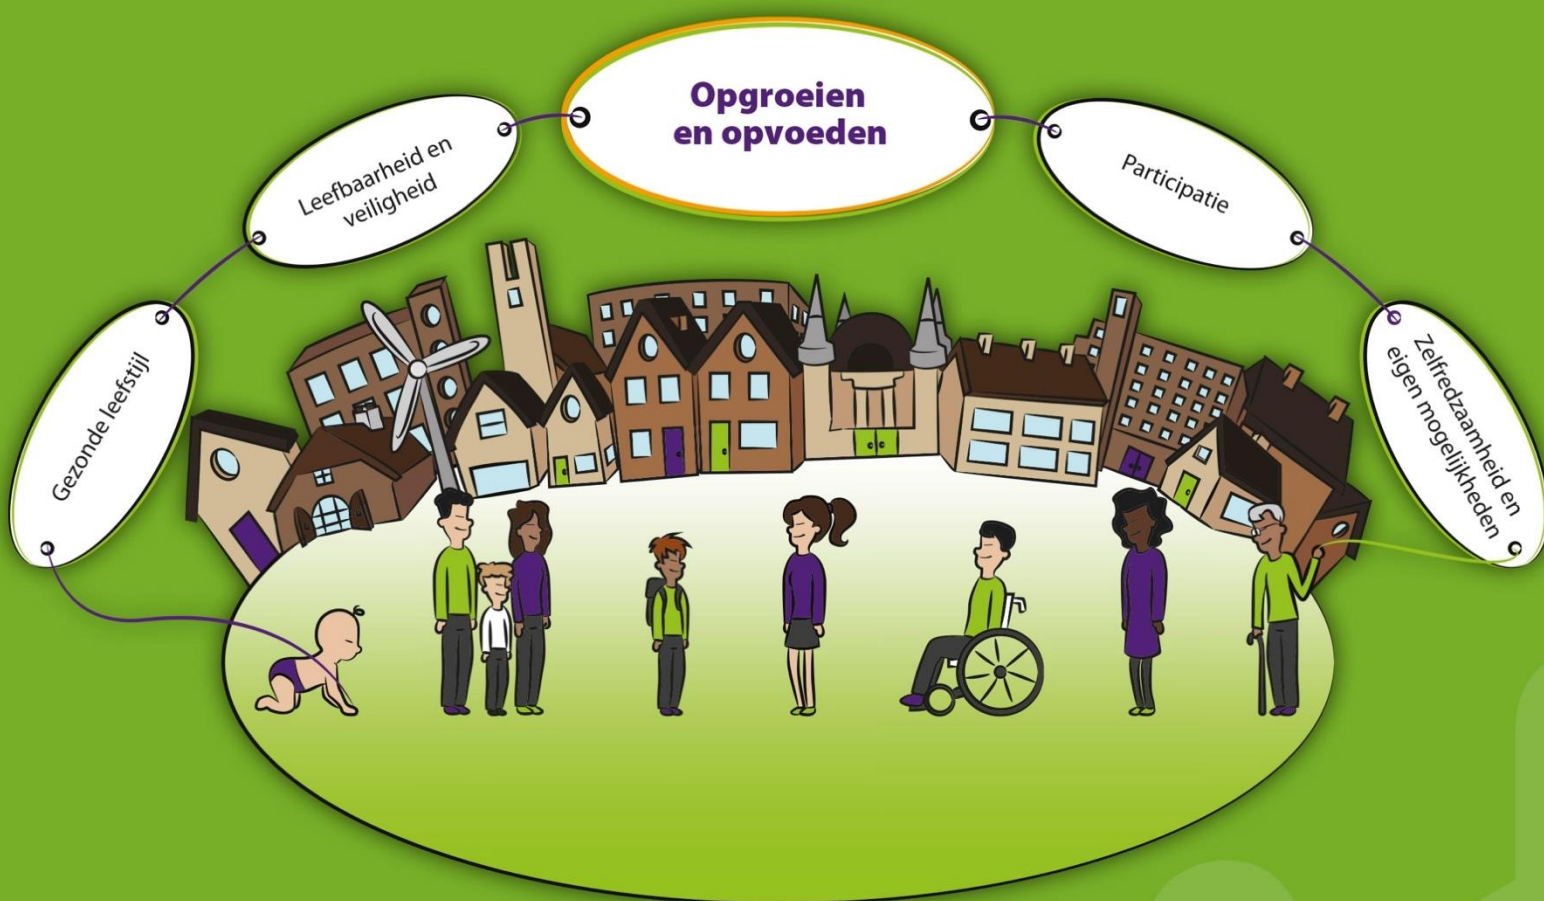 Gezonde leefstijl
Leefbaarheid en
veiligheid
Opgroeien
en opvoeden
Participatie
Zelfredzaamheid en
eigen mogelijkheden